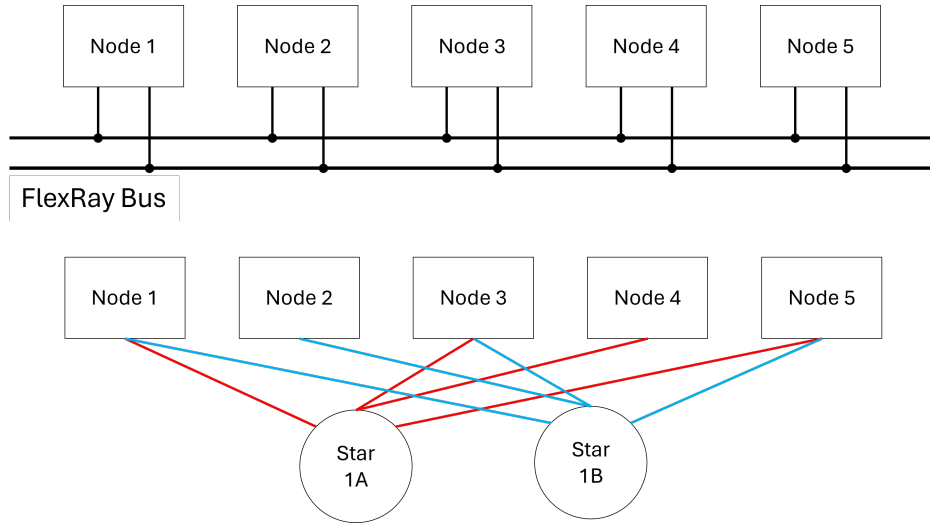 Node 1
Node 2
Node 3
Node 4
Node 5
FlexRay Bus
Node 1
Node 2
Node 3
Node 4
Node 5
Star
1A
Star
1B